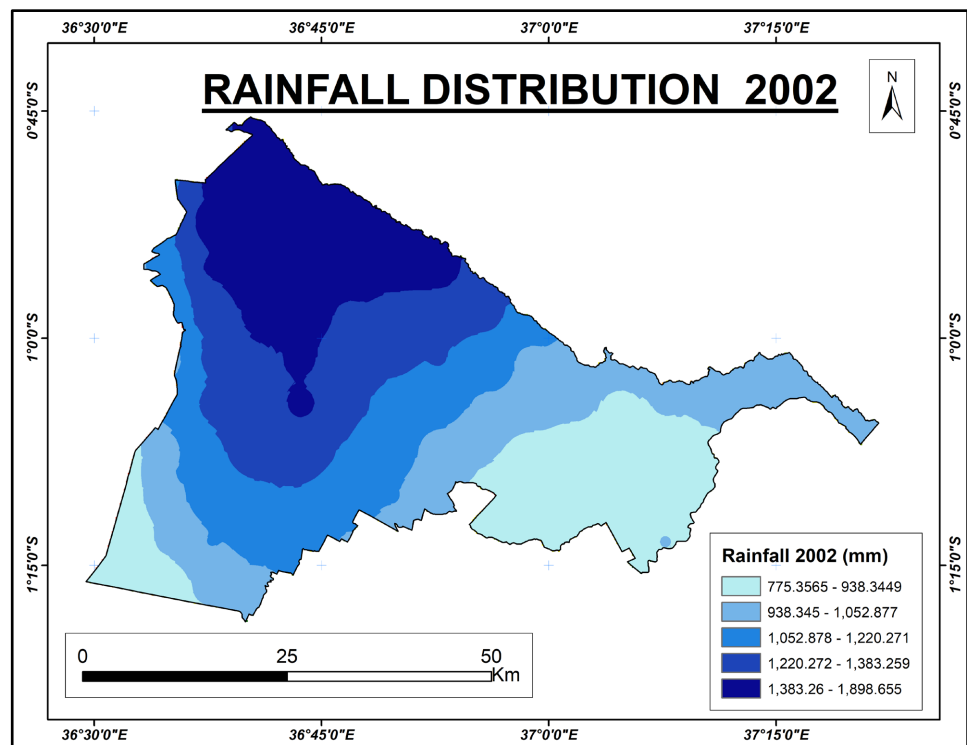 36°30'0"E 36°45'0"E 37°0'0"E 37°15'0"E
RAINFALL DISTRIBUTION 2002
N
0°45'0"S 0°45'0"S
1°0'0"S 1°0'0"S
1°15'0"S 1°15'0"S
Rainfall 2002 (mm)
775.3565 - 938.3449
938.345 - 1,052.877
1,052.878 - 1,220.271
1,220.272 - 1,383.259
1,383.26 - 1,898.655
0 25 50
Km
36°30'0"E 36°45'0"E 37°0'0"E 37°15'0"E